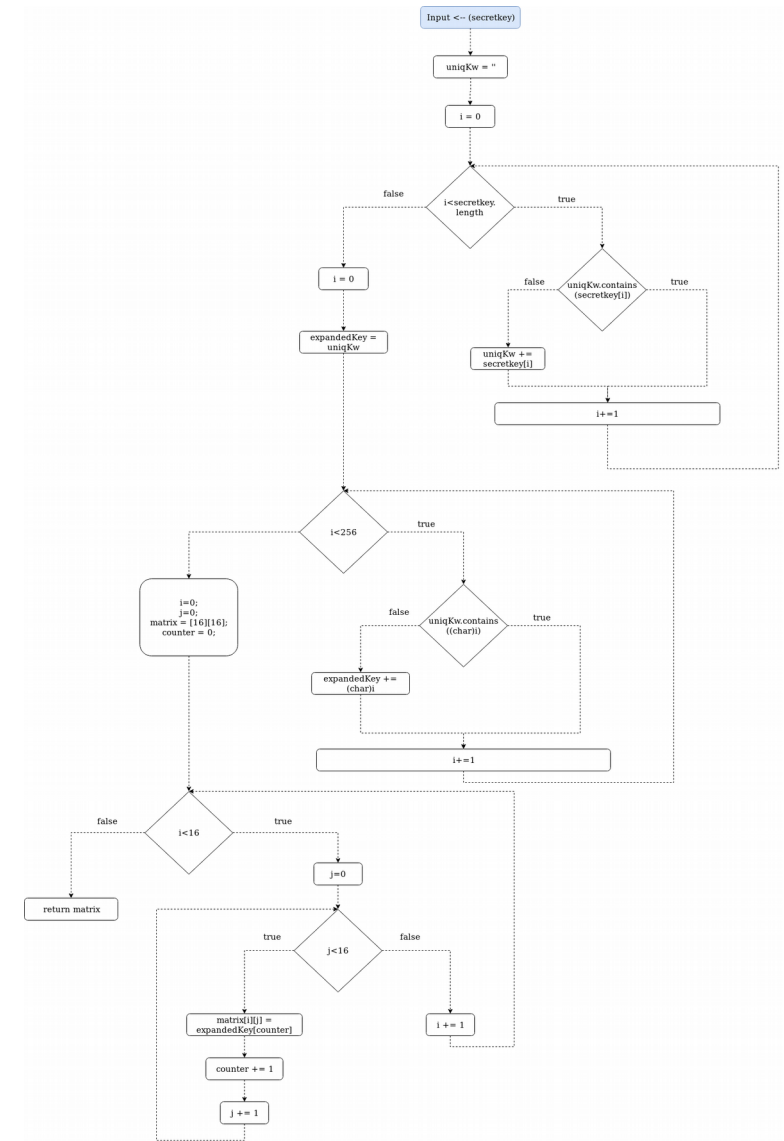 Input <-- (secretkey)
uniqKw = ''
i = 0
i<secretkey.
length
false
true
i = 0
expandedKey =
uniqKw
uniqKw.contains
(secretkey[i])
false
true
uniqKw +=
secretkey[i]
i+=1
i<256
true
i=0;
j=0;
matrix = [16][16];
counter = 0;
uniqKw.contains
((char)i)
false
true
expandedKey +=
(char)i
i+=1
i<16
false
true
return matrix
j=0
j<16
true
false
matrix[i][j] =
expandedKey[counter]
i += 1
counter += 1
j += 1